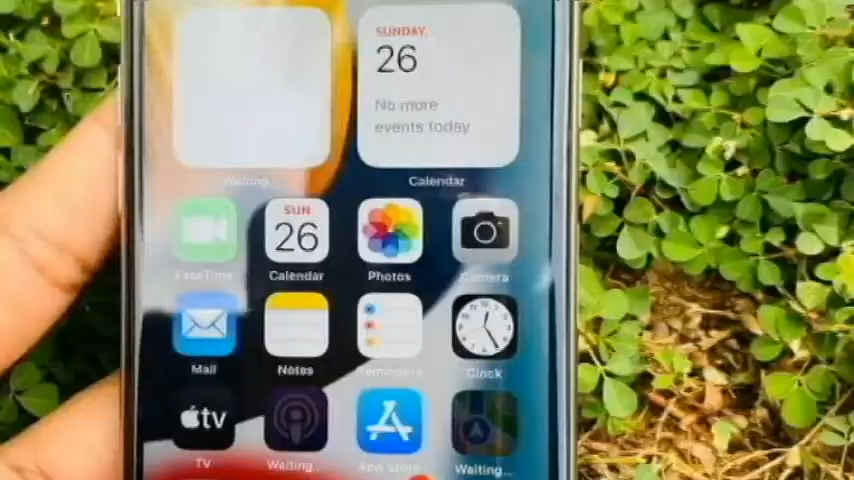 SUNDAY
26
No more
events today
Waiting
Calendar
SUN
26
FaceTime
Calendar
Photos
Camera
Mail
Notes
Reminders
Clock
tv
TV
Waiting...
App Store
Waiting...